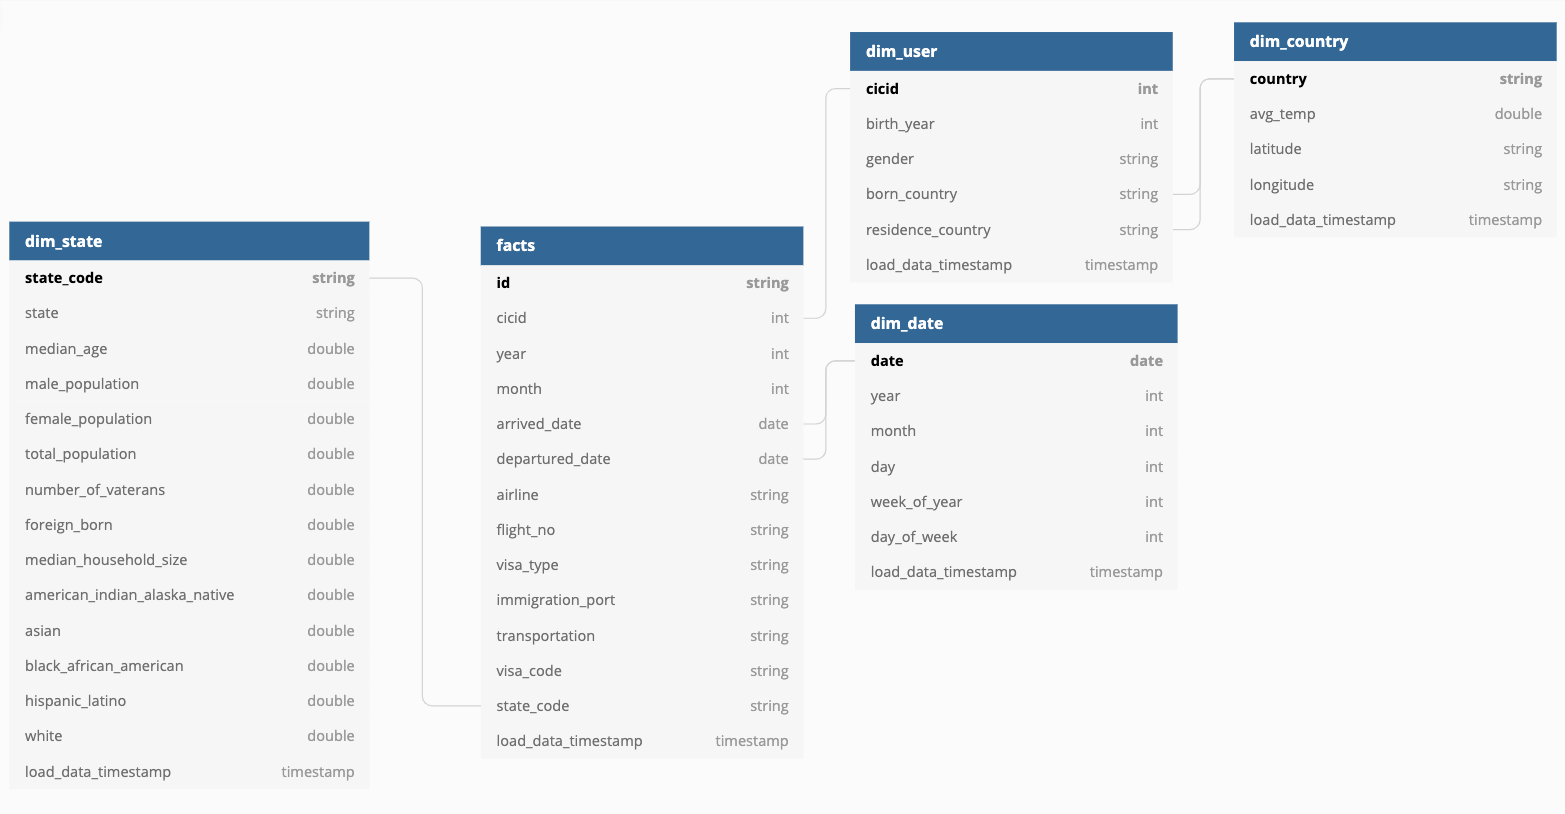 dim_state
state_code string
state string
median_age double
male_population double
female_population double
total_population double
number_of_vaterans double
foreign_born double
median_household_size double
american_indian_alaska_native double
asian double
black_african_american double
hispanic_latino double
white double
load_data_timestamp timestamp
facts
id string
cicid int
year int
month int
arrived_date date
departured_date date
airline string
flight_no string
visa_type string
immigration_port string
transportation string
visa_code string
state_code string
load_data_timestamp timestamp
dim_user
cicid int
birth_year int
gender string
born_country string
residence_country string
load_data_timestamp timestamp
dim_date
date date
year int
month int
day int
week_of_year int
day_of_week int
load_data_timestamp timestamp
dim_country
country string
avg_temp double
latitude string
longitude string
load_data_timestamp timestamp